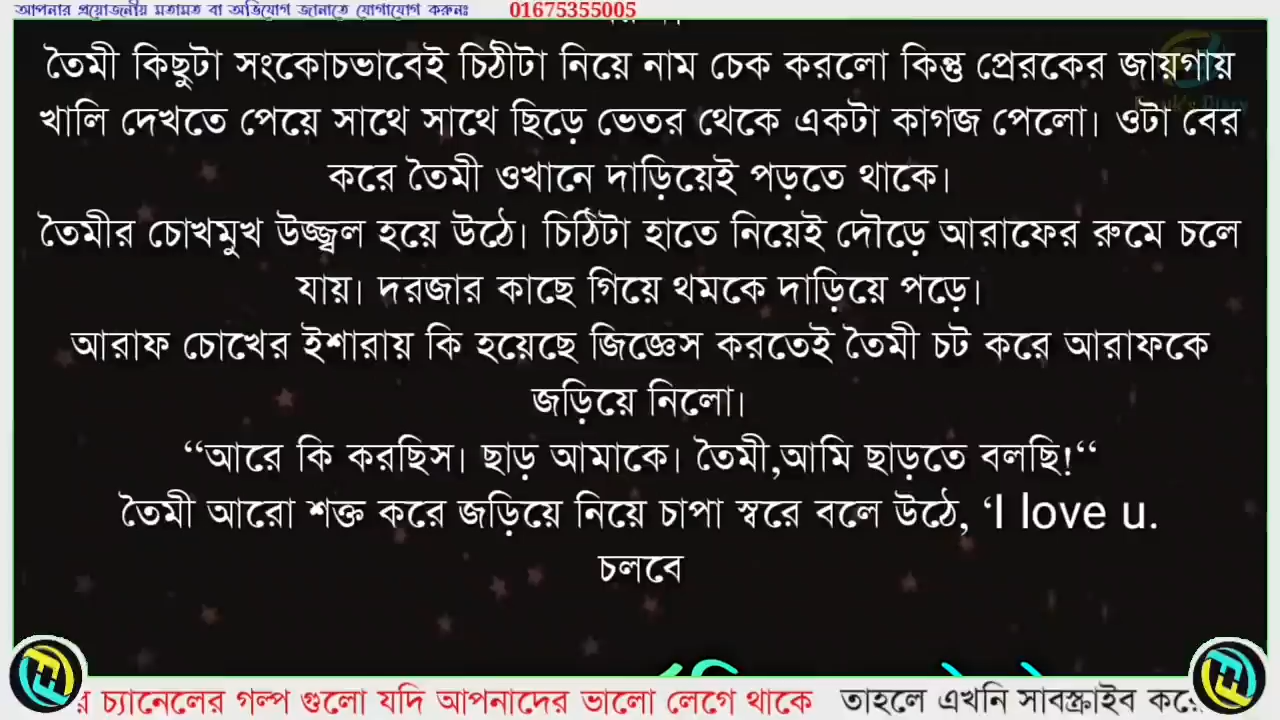 আপনার প্রয়োজনীয় মতামত বা অভিযোগ জানাতে যোগাযোগ করুনঃ 01675355005
তৈমী কিছুটা সংকোচভাবেই চিঠীটা নিয়ে নাম চেক করলো কিন্তু প্রেরকের জায়গায়
খালি দেখতে পেয়ে সাথে সাথে ছিড়ে ভেতর থেকে একটা কাগজ পেলো। ওটা বের
করে তৈমী ওখানে দাড়িয়েই পড়তে থাকে।
তৈমীর চোখমুখ উজ্জ্বল হয়ে উঠে। চিঠিটা হাতে নিয়েই দৌড়ে আরাফের রুমে চলে
যায়। দরজার কাছে গিয়ে থমকে দাড়িয়ে পড়ে।
আরাফ চোখের ইশারায় কি হয়েছে জিজ্ঞেস করতেই তৈমী চট করে আরাফকে
জড়িয়ে নিলো।
“আরে কি করছিস। ছাড় আমাকে। তৈমী,আমি ছাড়তে বলছি!“
তৈমী আরো শক্ত করে জড়িয়ে নিয়ে চাপা স্বরে বলে উঠে, ‘I love u.
চলবে
র চ্যানেলের গল্প গুলো যদি আপনাদের ভালো লেগে থাকে তাহলে এখনি সাবস্ক্রাইব করে